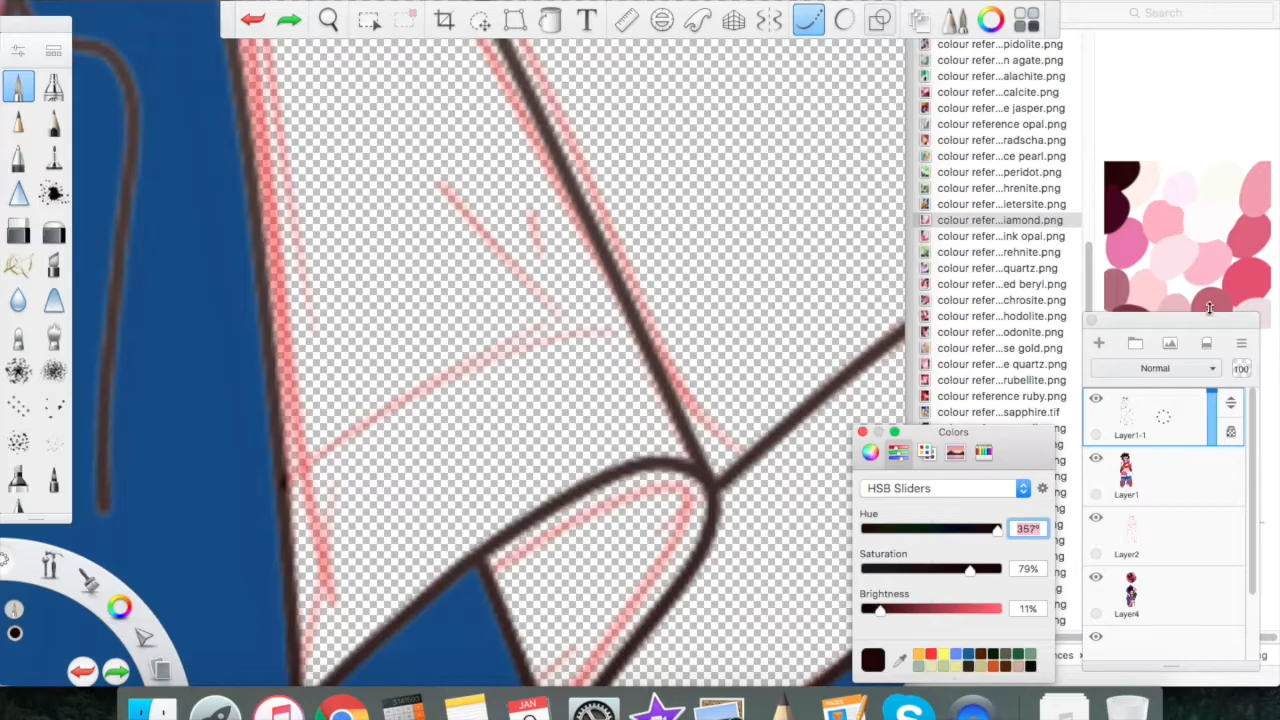 T
Search
colour refer...pidolite.png
colour refer...n agate.png
colour refer...alachite.png
colour refer...calcite.png
colour refer...e jasper.png
colour reference opal.png
colour refer...radscha.png
colour refer...ce pearl.png
colour refer...peridot.png
colour refer...hrenite.png
colour refer...ietersite.png
colour refer...iamond.png
colour refer...ink opal.png
colour refer...rehnite.png
colour refer...quartz.png
colour refer...ed beryl.png
colour refer...chrosite.png
colour refer...hodolite.png
colour refer...odonite.png
colour refer...se gold.png
colour refer...e quartz.png
colour refer...rubellite.png
colour reference ruby.png
colour refer...sapphire.tif
Normal
100
Layer1-1
Layer1
Layer2
Layer4
Colors
HSB Sliders
Hue
357°
Saturation
79%
Brightness
11%
JAN